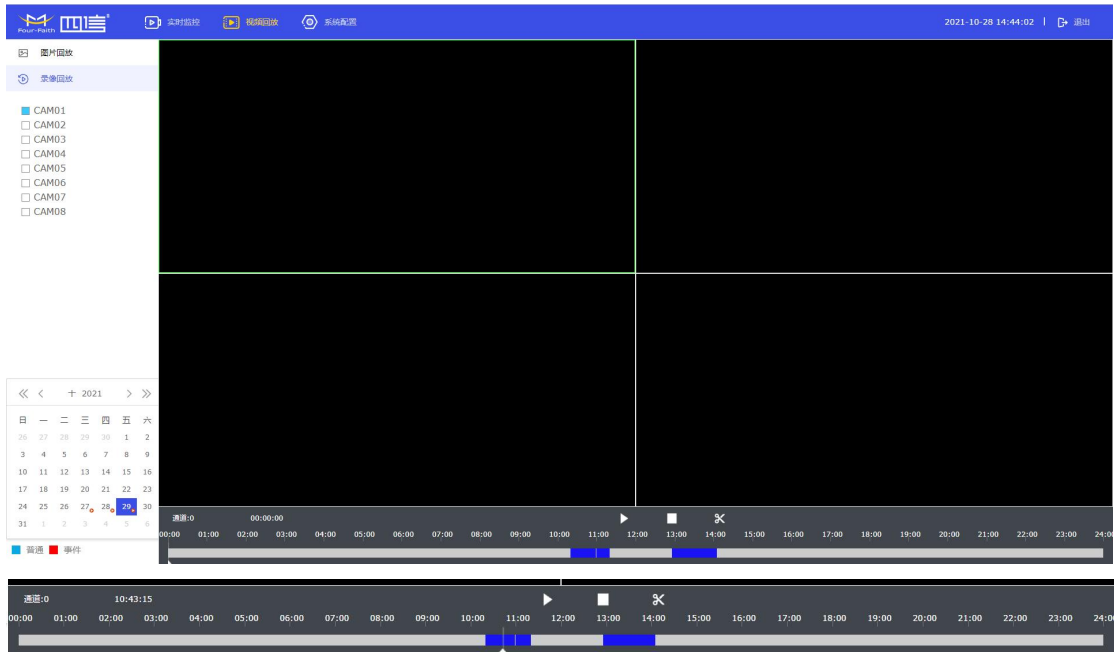 Four-Faith 四信 实时监控 视频回放 系统配置 2021-10-28 14:44:02 | 退出
图片回放
录像回放
CAM01
CAM02
CAM03
CAM04
CAM05
CAM06
CAM07
CAM08
十 2021
日 一 二 三 四 五 六
26 27 28 29 30 1 2
3 4 5 6 7 8 9
10 11 12 13 14 15 16
17 18 19 20 21 22 23
24 25 26 27 28 29 30
31 1 2 3 4 5 6
普通 事件
通道:0 00:00:00
00:00 01:00 02:00 03:00 04:00 05:00 06:00 07:00 08:00 09:00 10:00 11:00 12:00 13:00 14:00 15:00 16:00 17:00 18:00 19:00 20:00 21:00 22:00 23:00 24:00
通道:0 10:43:15
00:00 01:00 02:00 03:00 04:00 05:00 06:00 07:00 08:00 09:00 10:00 11:00 12:00 13:00 14:00 15:00 16:00 17:00 18:00 19:00 20:00 21:00 22:00 23:00 24:0